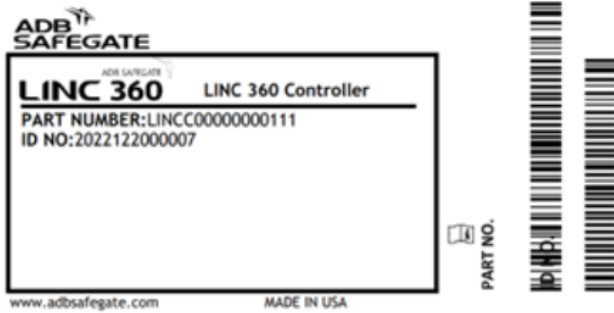 ADB
SAFEGATE
ADB SAFEGATE
LINC 360
LINC 360 Controller
PART NUMBER:LINCC00000000111
ID NO:2022122000007
PART NO.
ID NO.
www.adbsafegate.com
MADE IN USA